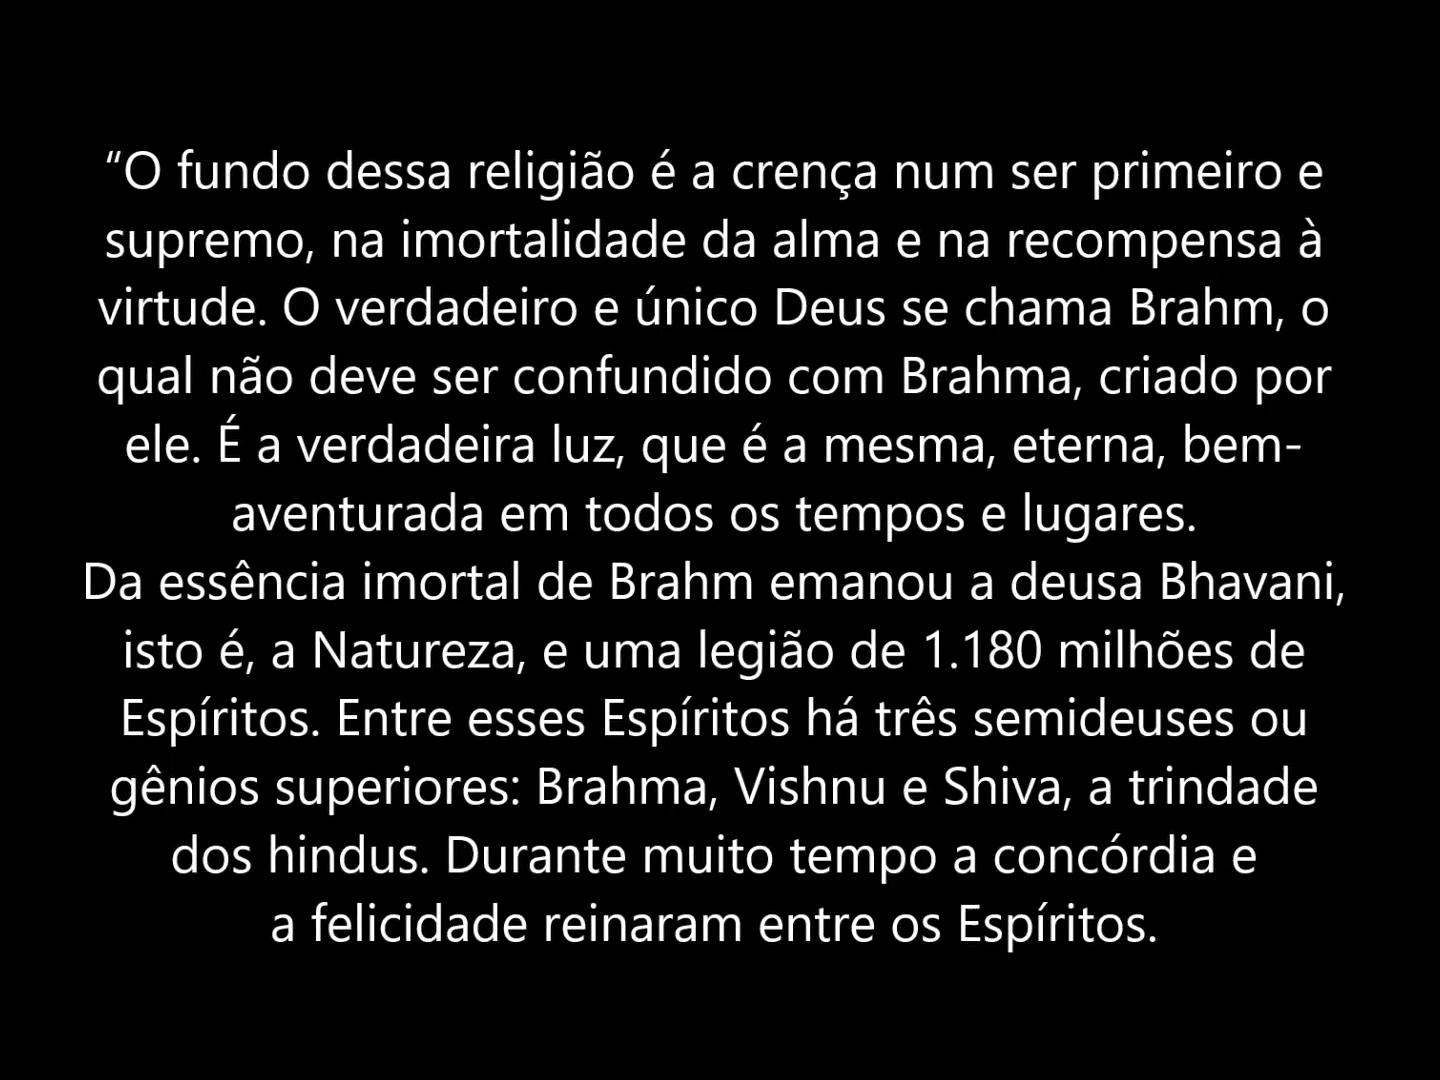 “O fundo dessa religião é a crença num ser primeiro e
supremo, na imortalidade da alma e na recompensa à
virtude. O verdadeiro e único Deus se chama Brahm, o
qual não deve ser confundido com Brahma, criado por
ele. É a verdadeira luz, que é a mesma, eterna, bem-
aventurada em todos os tempos e lugares.
Da essência imortal de Brahm emanou a deusa Bhavani,
isto é, a Natureza, e uma legião de 1.180 milhões de
Espíritos. Entre esses Espíritos há três semideuses ou
gênios superiores: Brahma, Vishnu e Shiva, a trindade
dos hindus. Durante muito tempo a concórdia e
a felicidade reinaram entre os Espíritos.